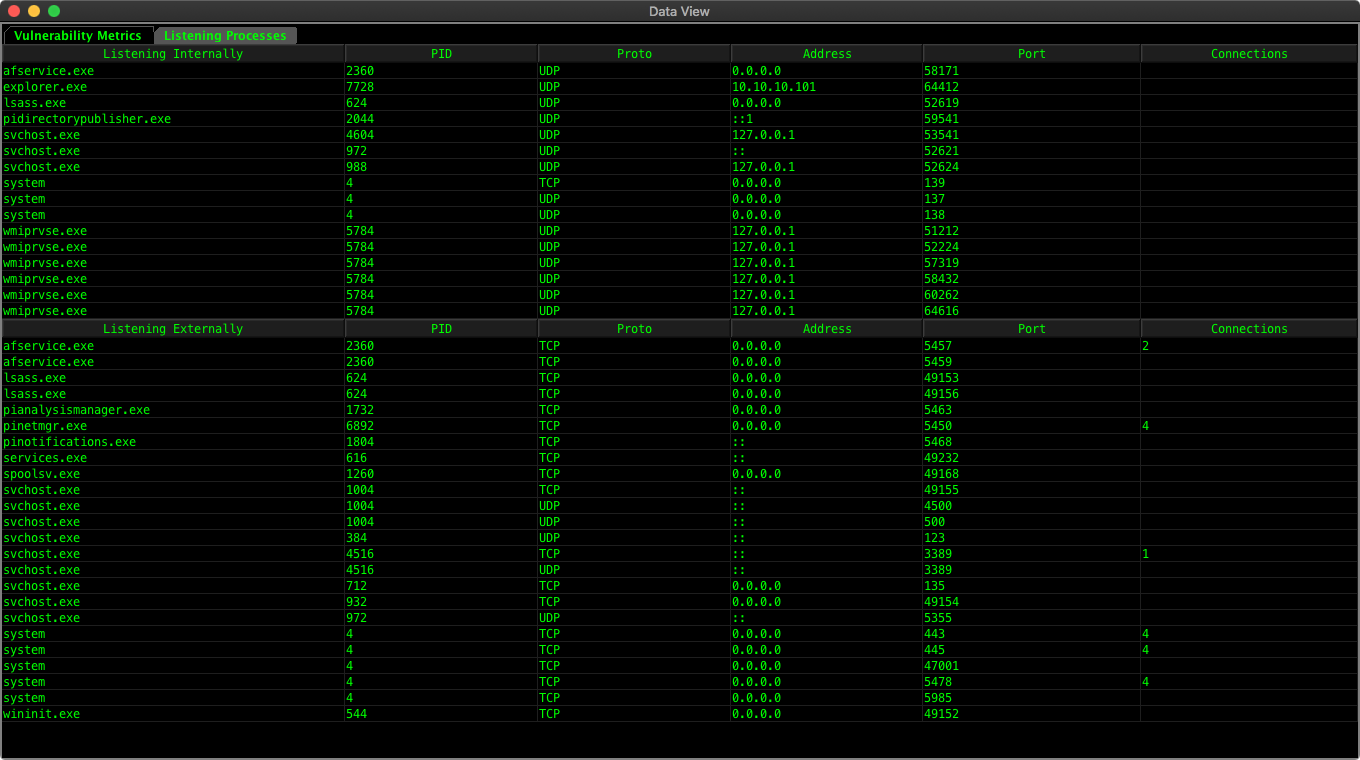 Data View
Vulnerability Metrics Listening Processes
Listening Internally PID Proto Address Port Connections
afservice.exe 2360 UDP 0.0.0.0 58171
explorer.exe 7728 UDP 10.10.10.101 64412
lsass.exe 624 UDP 0.0.0.0 52619
pidirectorypublisher.exe 2044 UDP ::1 59541
svchost.exe 4604 UDP 127.0.0.1 53541
svchost.exe 972 UDP :: 52621
svchost.exe 988 UDP 127.0.0.1 52624
system 4 TCP 0.0.0.0 139
system 4 UDP 0.0.0.0 137
system 4 UDP 0.0.0.0 138
wmiprvse.exe 5784 UDP 127.0.0.1 51212
wmiprvse.exe 5784 UDP 127.0.0.1 52224
wmiprvse.exe 5784 UDP 127.0.0.1 57319
wmiprvse.exe 5784 UDP 127.0.0.1 58432
wmiprvse.exe 5784 UDP 127.0.0.1 60262
wmiprvse.exe 5784 UDP 127.0.0.1 64616
Listening Externally PID Proto Address Port Connections
afservice.exe 2360 TCP 0.0.0.0 5457 2
afservice.exe 2360 TCP 0.0.0.0 5459
lsass.exe 624 TCP 0.0.0.0 49153
lsass.exe 624 TCP 0.0.0.0 49156
pianalysismanager.exe 1732 TCP 0.0.0.0 5463
pinetmgr.exe 6892 TCP 0.0.0.0 5450 4
pinotifications.exe 1804 TCP :: 5468
services.exe 616 TCP :: 49232
spoolsv.exe 1260 TCP 0.0.0.0 49168
svchost.exe 1004 TCP :: 49155
svchost.exe 1004 UDP :: 4500
svchost.exe 1004 UDP :: 500
svchost.exe 384 UDP :: 123
svchost.exe 4516 TCP :: 3389 1
svchost.exe 4516 UDP :: 3389
svchost.exe 712 TCP 0.0.0.0 135
svchost.exe 932 TCP 0.0.0.0 49154
svchost.exe 972 UDP :: 5355
system 4 TCP 0.0.0.0 443 4
system 4 TCP 0.0.0.0 445 4
system 4 TCP 0.0.0.0 47001
system 4 TCP 0.0.0.0 5478 4
system 4 TCP 0.0.0.0 5985
wininit.exe 544 TCP 0.0.0.0 49152